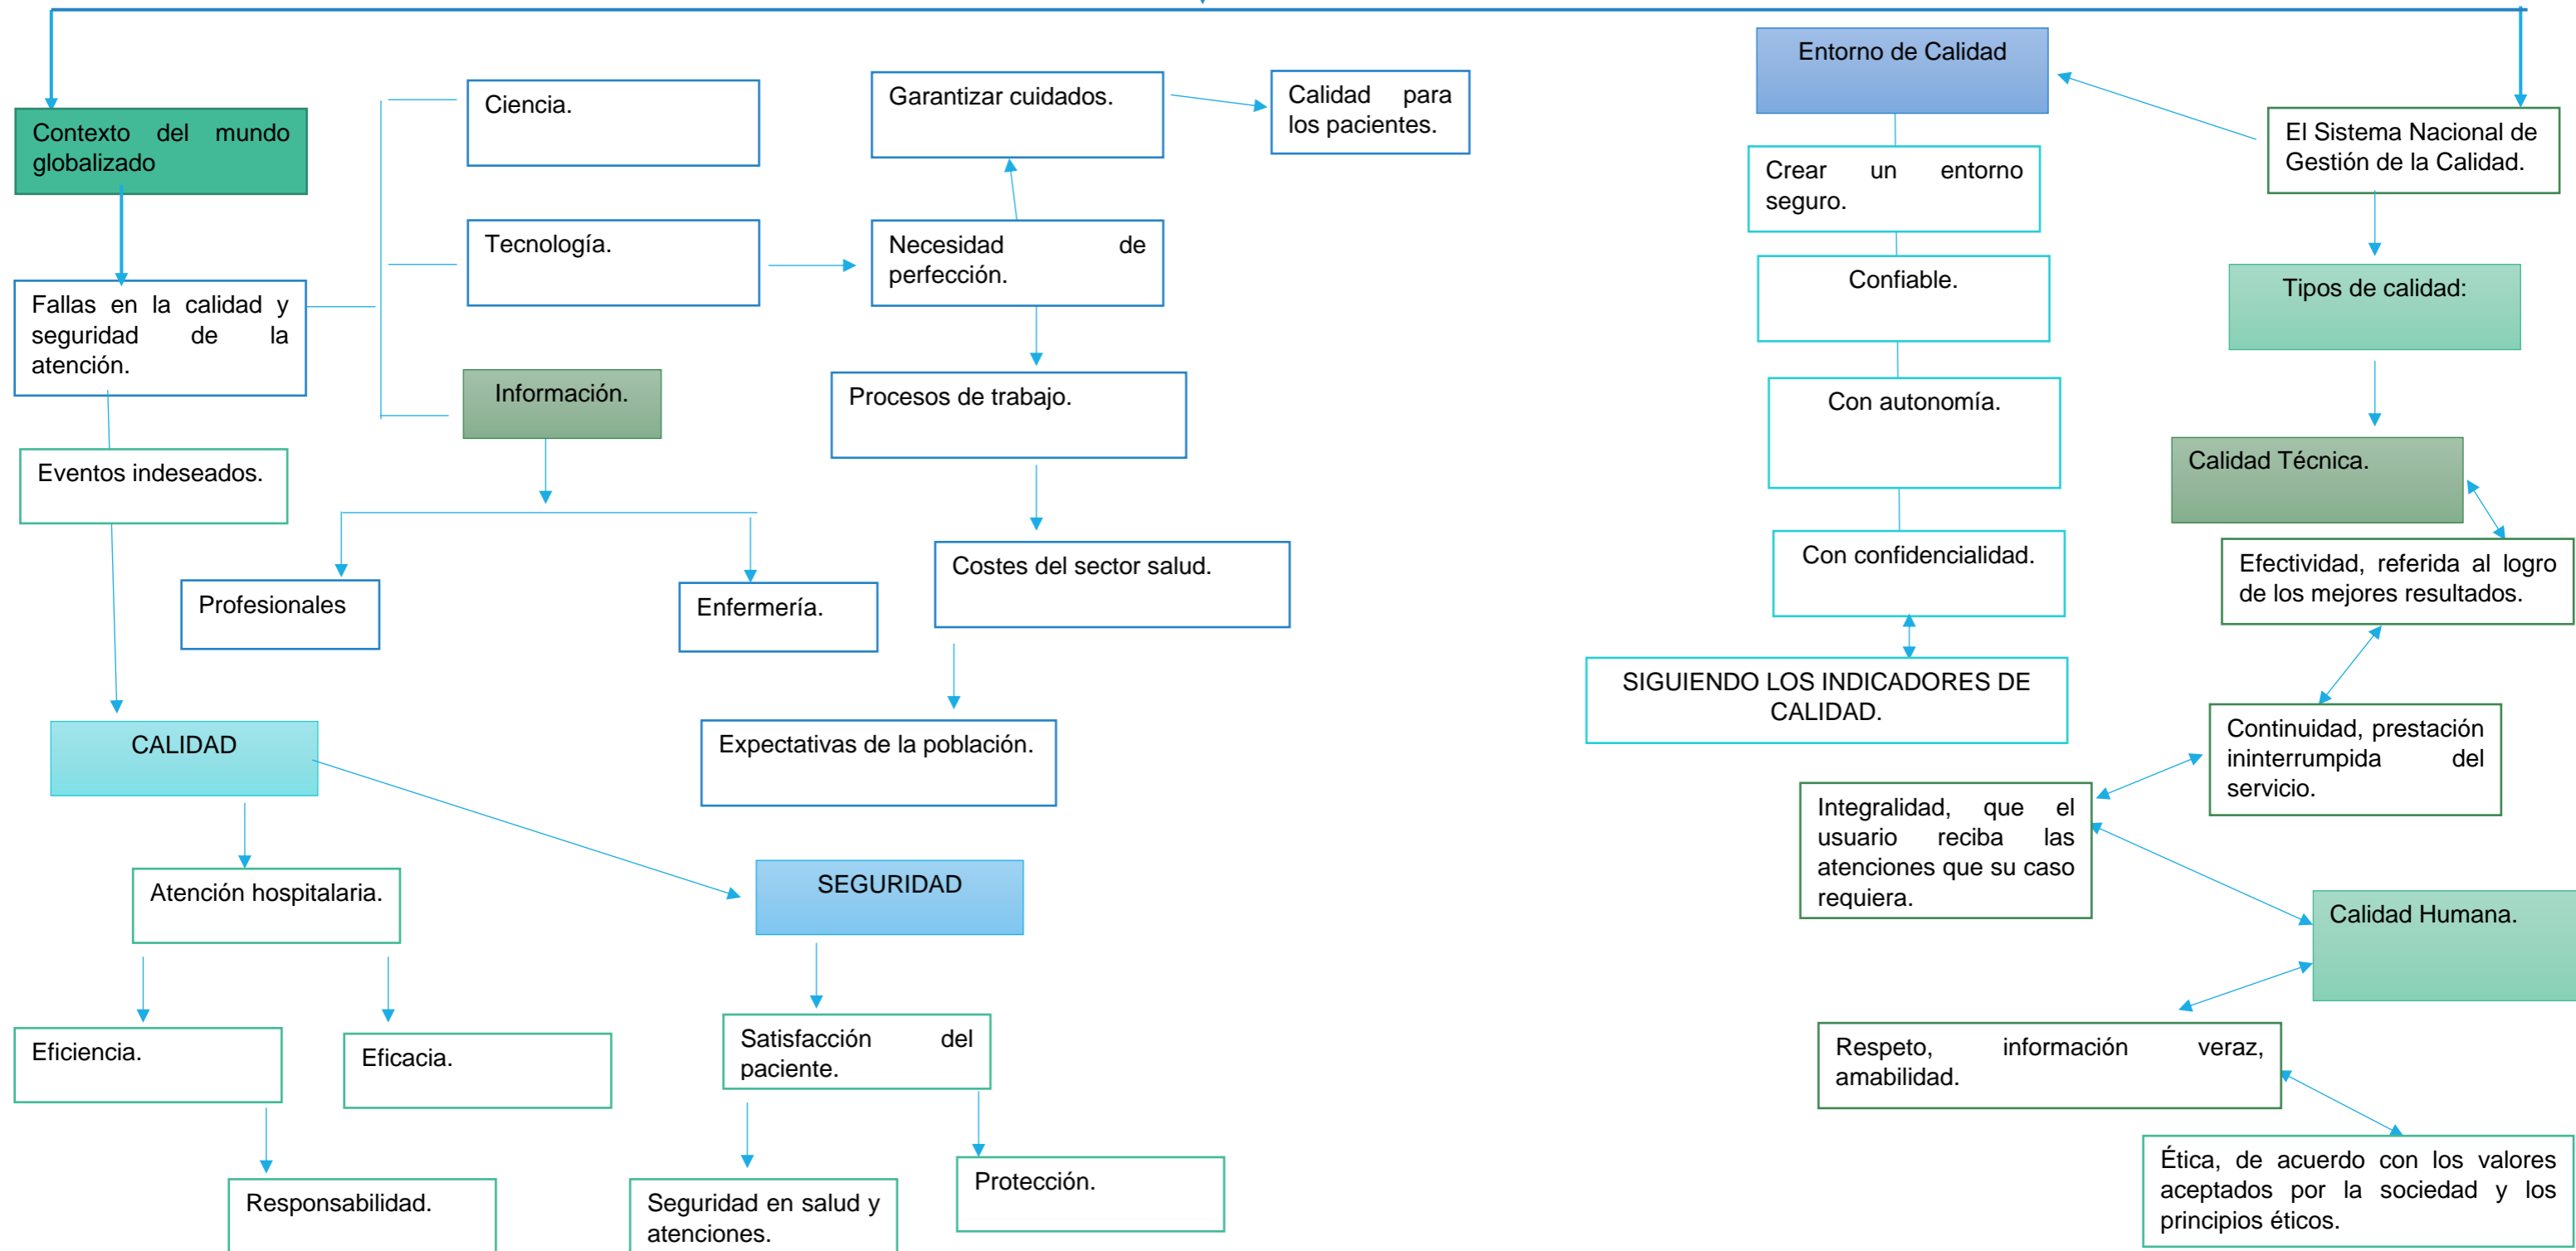 Contexto del mundo
globalizado
Fallas en la calidad y
seguridad de la
atención.
Eventos indeseados.
Ciencia.
Tecnología.
Información.
Profesionales
Enfermería.
Garantizar cuidados.
Calidad para
los pacientes.
Necesidad de
perfección.
Procesos de trabajo.
Costes del sector salud.
Expectativas de la población.
CALIDAD
Atención hospitalaria.
Eficiencia.
Eficacia.
Responsabilidad.
SEGURIDAD
Satisfacción del
paciente.
Seguridad en salud y
atenciones.
Protección.
Entorno de Calidad
Crear un entorno
seguro.
Confiable.
Con autonomía.
Con confidencialidad.
SIGUIENDO LOS INDICADORES DE
CALIDAD.
El Sistema Nacional de
Gestión de la Calidad.
Tipos de calidad:
Calidad Técnica.
Efectividad, referida al logro
de los mejores resultados.
Continuidad, prestación
ininterrumpida del
servicio.
Integralidad, que el
usuario reciba las
atenciones que su caso
requiera.
Calidad Humana.
Respeto, información veraz,
amabilidad.
Ética, de acuerdo con los valores
aceptados por la sociedad y los
principios éticos.